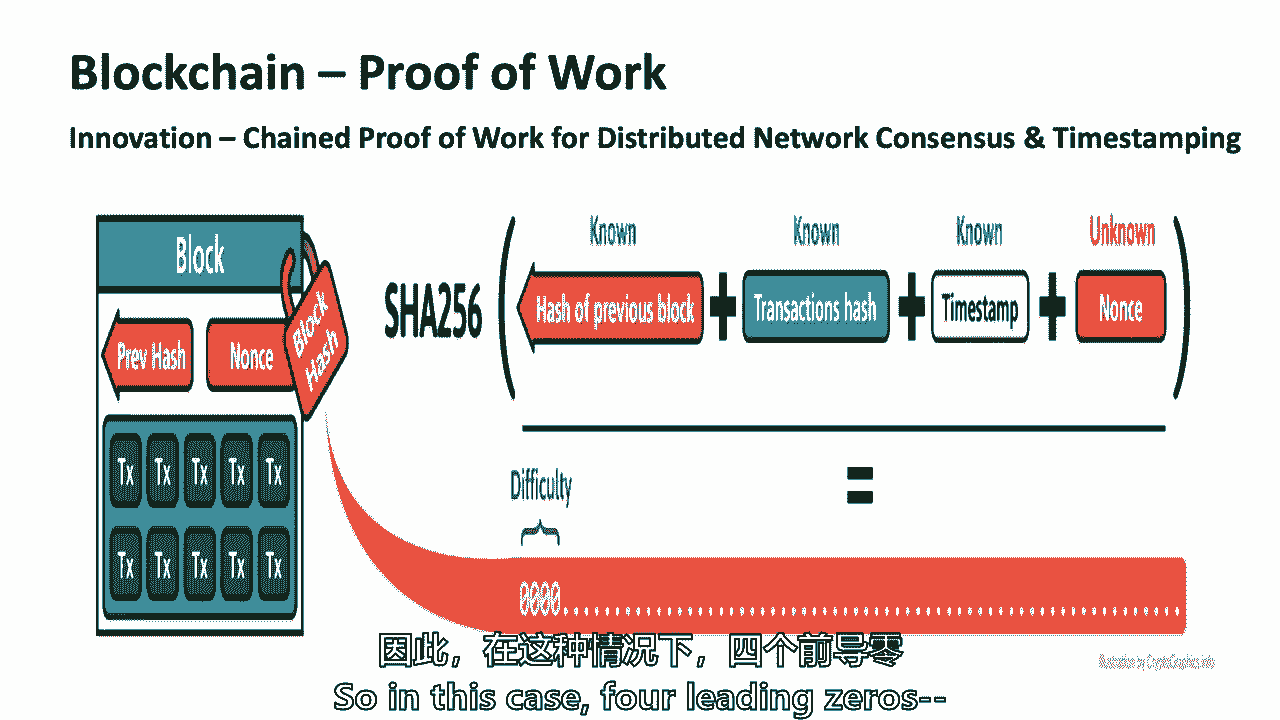 Blockchain – Proof of Work
Innovation – Chained Proof of Work for Distributed Network Consensus & Timestamping
Block
Prev Hash
Nonce
Block Hash
Tx Tx Tx Tx Tx
Tx Tx Tx Tx Tx
Known Known Known Unknown
SHA256 ( Hash of previous block + Transactions hash + Timestamp + Nonce )
=
Difficulty
0000..........................................................
因此，在这种情况下，四个前导零
So in this case, four leading zeros--